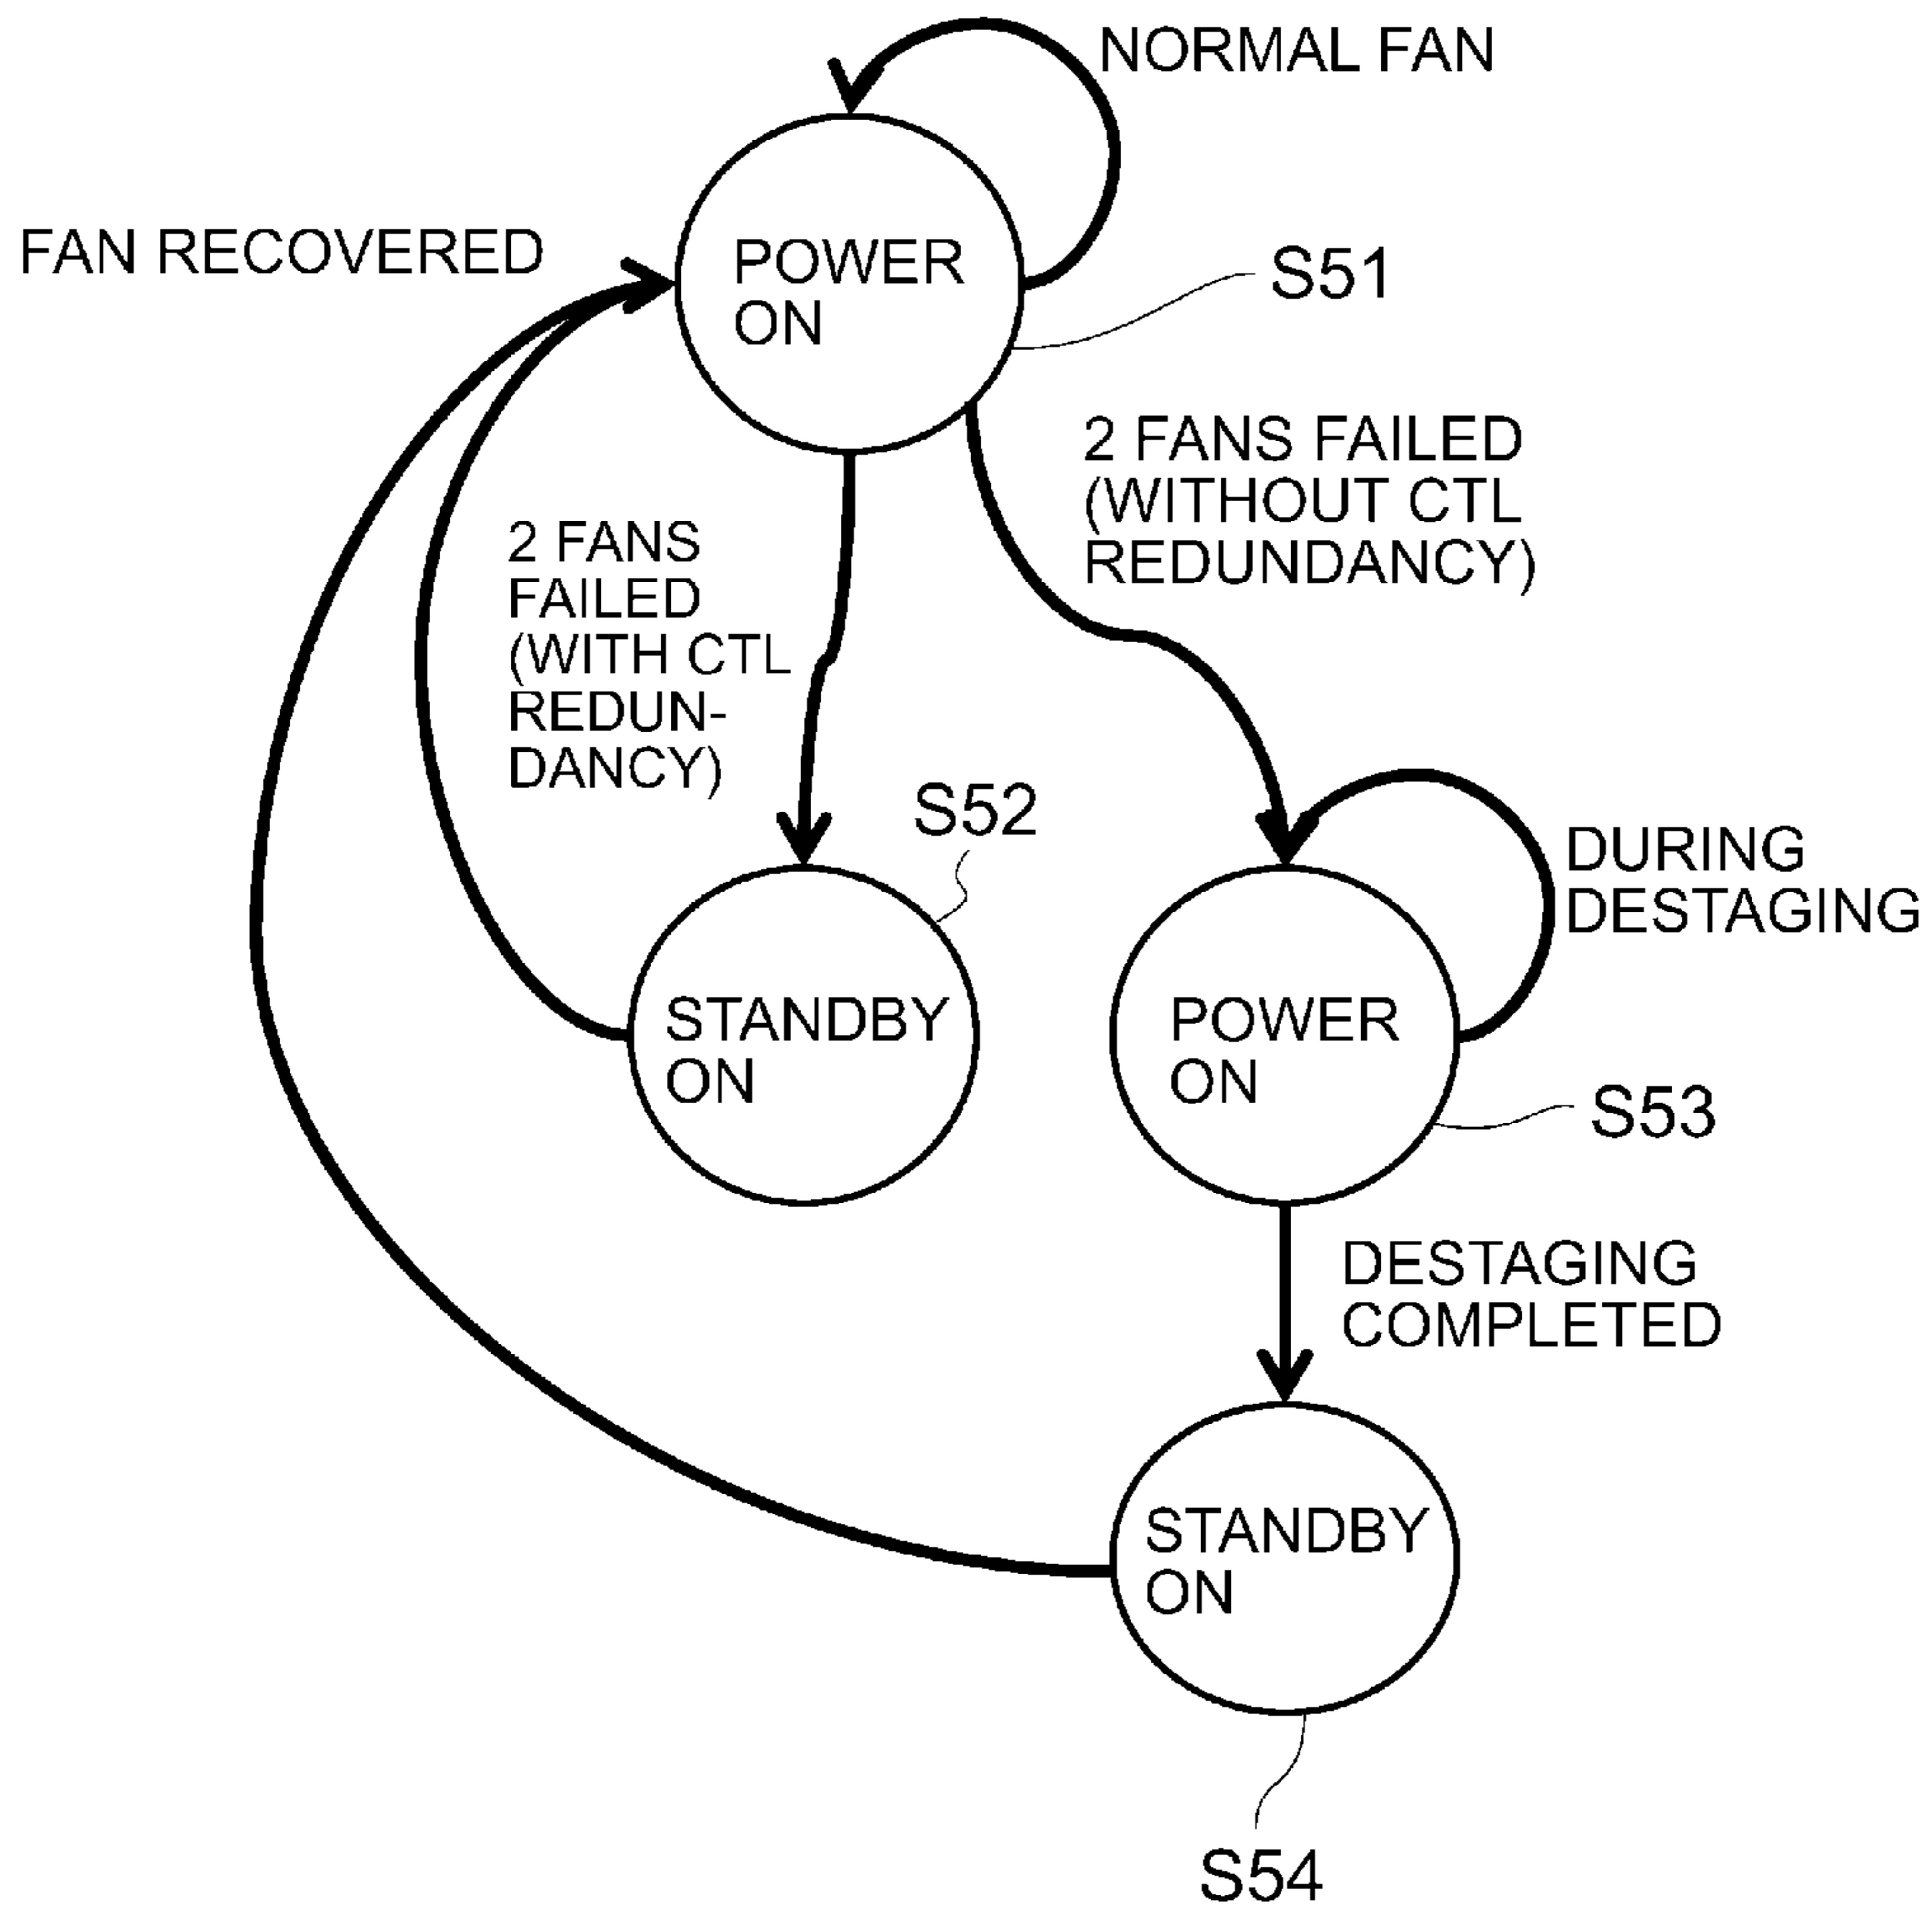 NORMAL FAN
FAN RECOVERED
POWER
ON
S51
2 FANS FAILED
(WITHOUT CTL
REDUNDANCY)
2 FANS
FAILED
(WITH CTL
REDUN-
DANCY)
S52
DURING
DESTAGING
STANDBY
ON
POWER
ON
S53
DESTAGING
COMPLETED
STANDBY
ON
S54